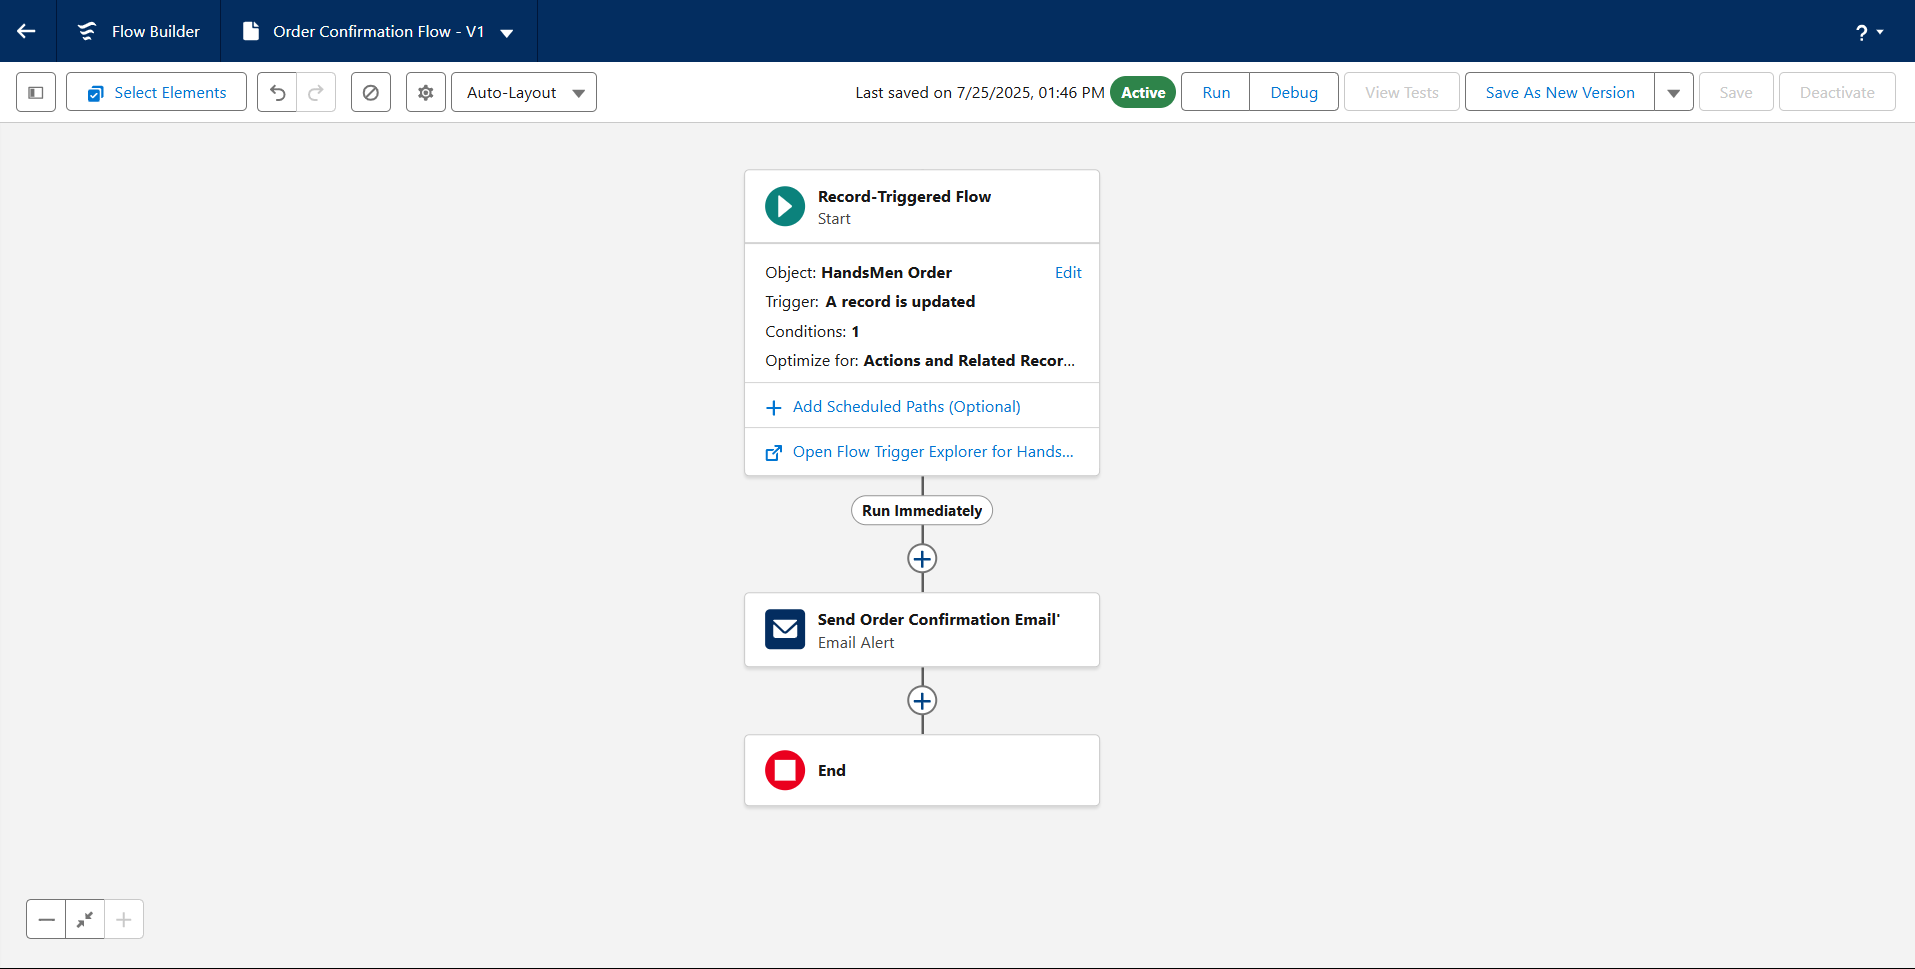 Flow Builder
Order Confirmation Flow - V1
?
Select Elements
Auto-Layout
Last saved on 7/25/2025, 01:46 PM
Active
Run
Debug
View Tests
Save As New Version
Save
Deactivate
Record-Triggered Flow
Start
Object: HandsMen Order
Edit
Trigger: A record is updated
Conditions: 1
Optimize for: Actions and Related Recor...
Add Scheduled Paths (Optional)
Open Flow Trigger Explorer for Hands...
Run Immediately
Send Order Confirmation Email'
Email Alert
End